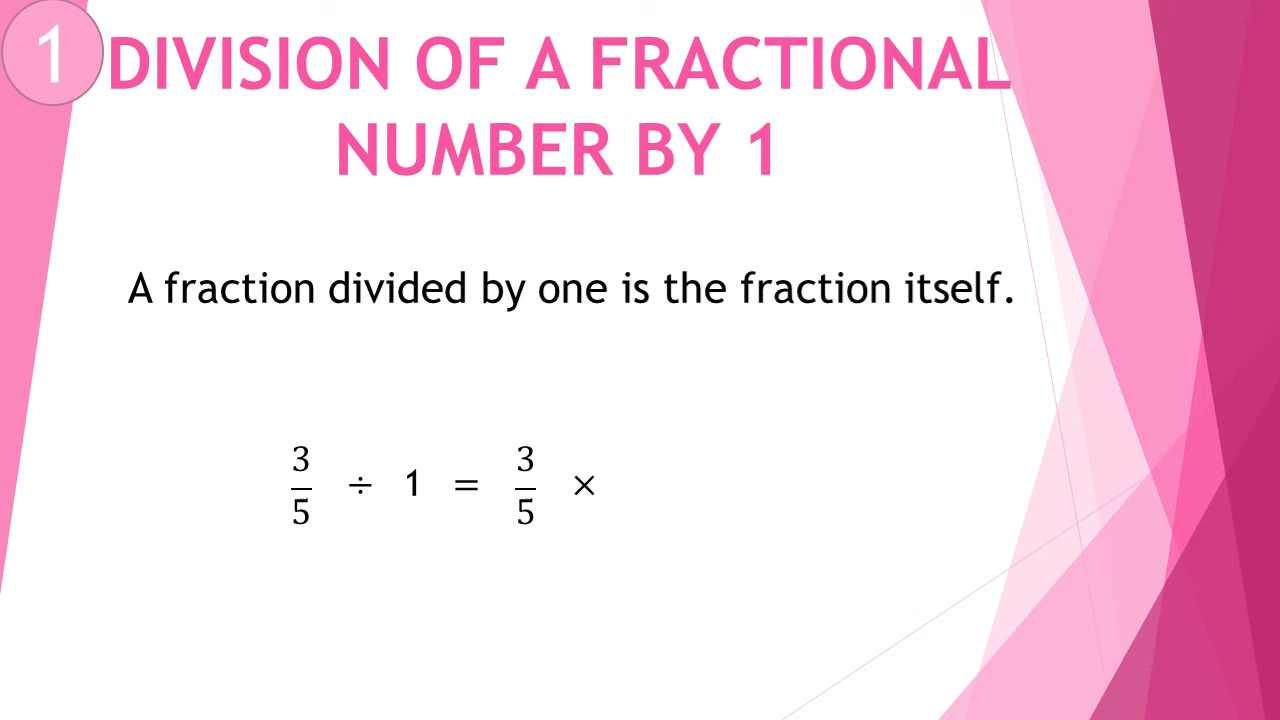 1
DIVISION OF A FRACTIONAL
NUMBER BY 1
A fraction divided by one is the fraction itself.
3/5 ÷ 1 = 3/5 ×